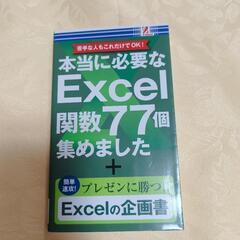 苦手な人もこれだけでOK！
本当に必要な
Excel
関数77個
集めました
+
簡単
速攻!
プレゼンに勝つ
Excelの企画書